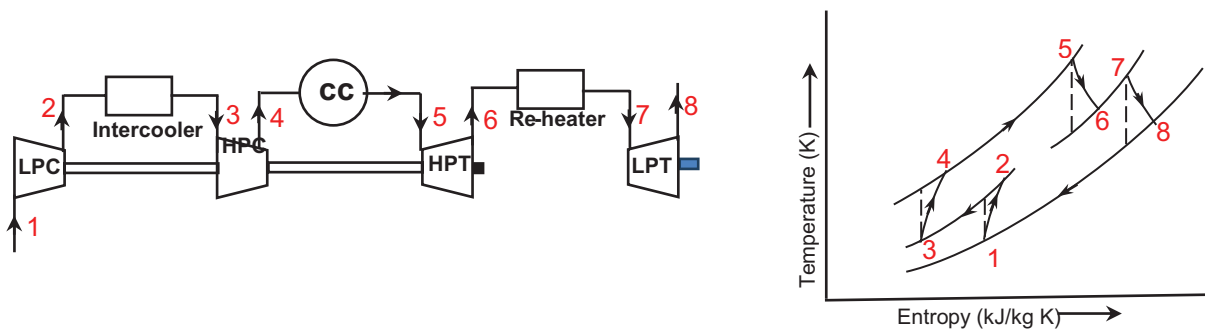 2
Intercooler
3
4
CC
5
6
Re-heater
7
8
LPC
HPC
HPT
LPT
1
Temperature (K)
5
7
6
8
4
2
3
1
Entropy (kJ/kg K)